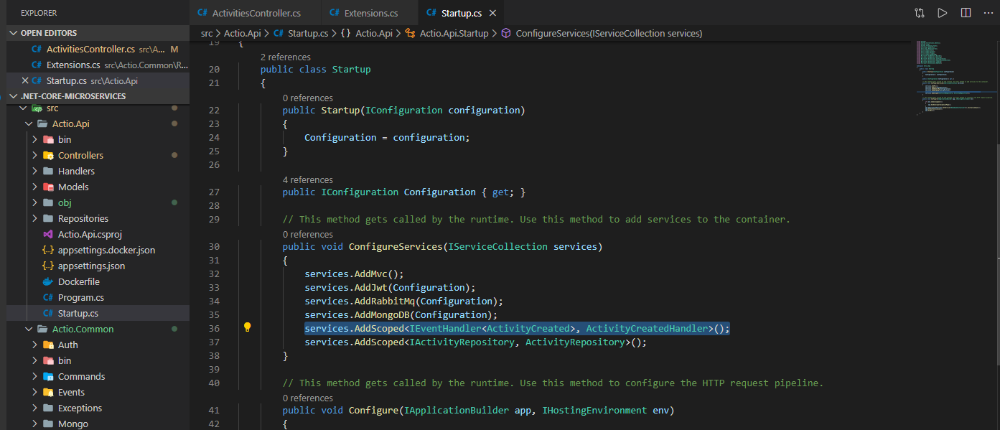 EXPLORER
OPEN EDITORS
C# ActivitiesController.cs src\A... M
C# Extensions.cs src\Actio.Common\R...
C# Startup.cs src\Actio.Api
.NET-CORE-MICROSERVICES
src
Actio.Api
bin
Controllers
Handlers
Models
obj
Repositories
Actio.Api.csproj
{..} appsettings.docker.json
{..} appsettings.json
Dockerfile
C# Program.cs
C# Startup.cs
Actio.Common
Auth
bin
Commands
Events
Exceptions
Mongo
C# ActivitiesController.cs
C# Extensions.cs
C# Startup.cs
src > Actio.Api > C# Startup.cs > {} Actio.Api > Actio.Api.Startup > ConfigureServices(IServiceCollection services)
19 {
2 references
20 public class Startup
21 {
0 references
22 public Startup(IConfiguration configuration)
23 {
24 Configuration = configuration;
25 }
26
4 references
27 public IConfiguration Configuration { get; }
28
29 // This method gets called by the runtime. Use this method to add services to the container.
0 references
30 public void ConfigureServices(IServiceCollection services)
31 {
32 services.AddMvc();
33 services.AddJwt(Configuration);
34 services.AddRabbitMq(Configuration);
35 services.AddMongoDB(Configuration);
36 services.AddScoped<IEventHandler<ActivityCreated>, ActivityCreatedHandler>();
37 services.AddScoped<IActivityRepository, ActivityRepository>();
38 }
39
40 // This method gets called by the runtime. Use this method to configure the HTTP request pipeline.
0 references
41 public void Configure(IApplicationBuilder app, IHostingEnvironment env)
42 {